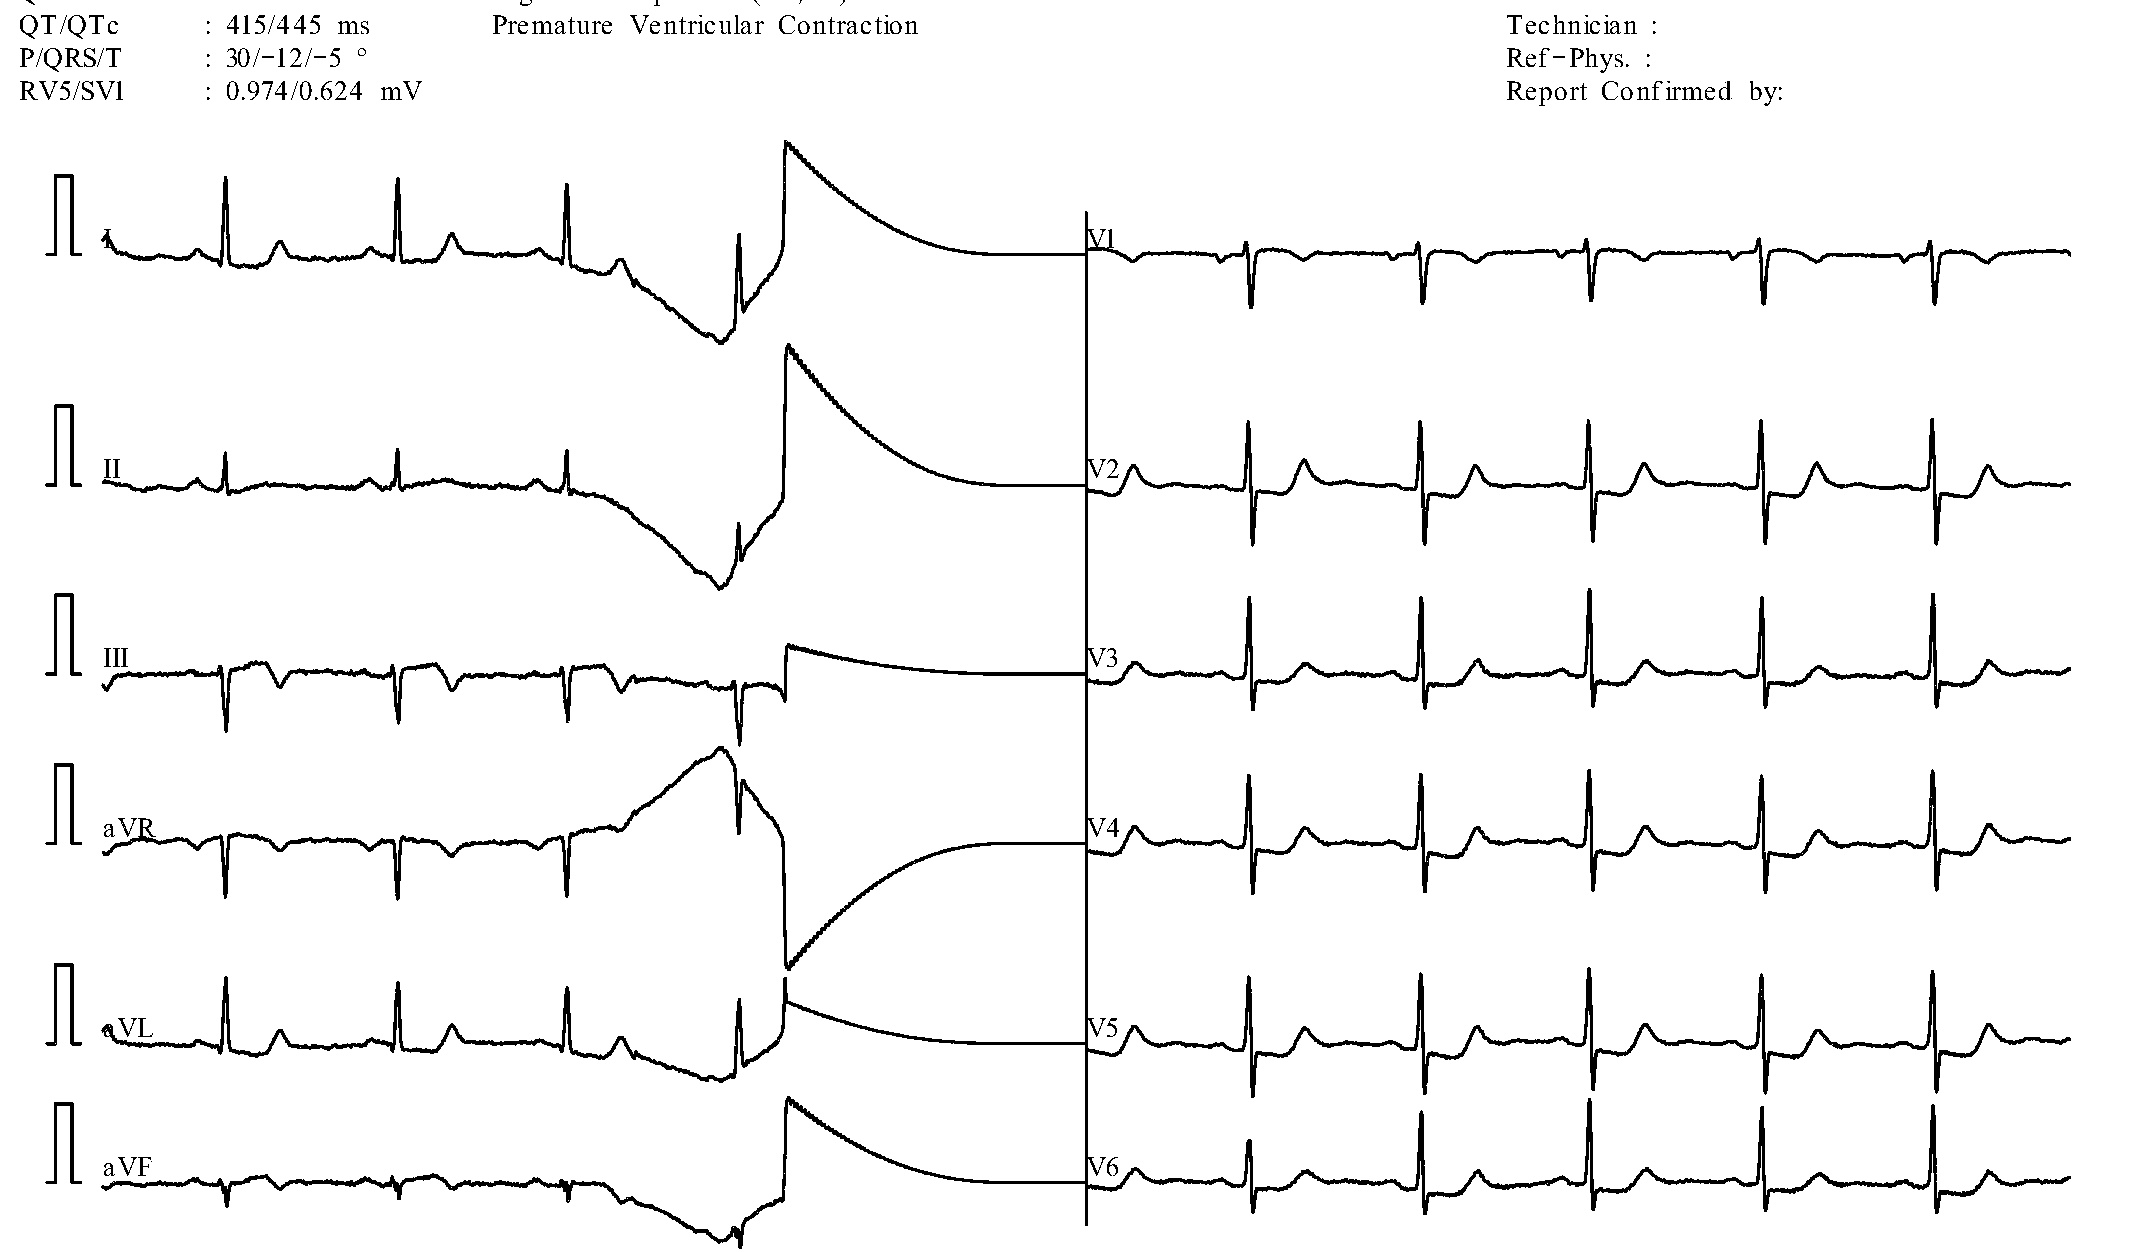 QT/QTc : 415/445 ms
P/QRS/T : 30/-12/-5 °
RV5/SV1 : 0.974/0.624 mV
Premature Ventricular Contraction
Technician :
Ref-Phys. :
Report Confirmed by:
I
II
III
aVR
aVL
aVF
V1
V2
V3
V4
V5
V6